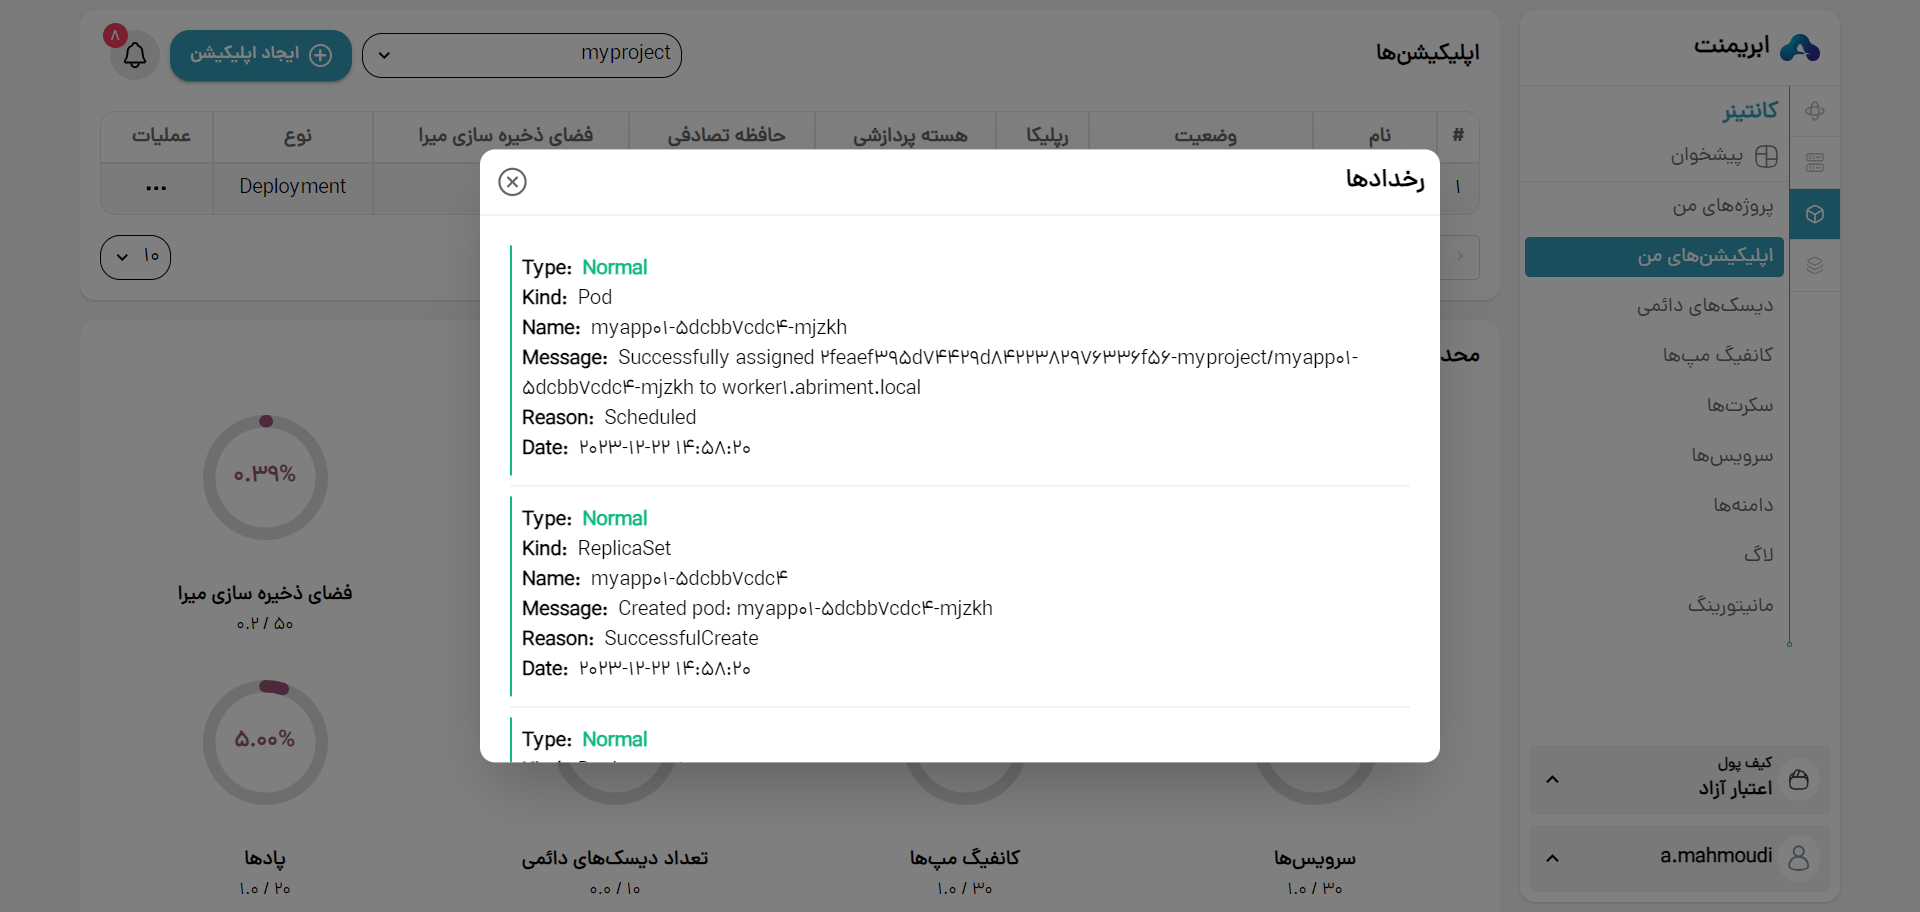 ابریمنت
کانتینر
پیشخوان
پروژه‌های من
اپلیکیشن‌های من
دیسک‌های دائمی
کانفیگ مپ‌ها
سکرت‌ها
سرویس‌ها
دامنه‌ها
لاگ
مانیتورینگ
کیف پول
اعتبار آزاد
a.mahmoudi
اپلیکیشن‌ها
myproject
ایجاد اپلیکیشن
۸
# نام وضعیت رپلیکا هسته پردازشی حافظه تصادفی فضای ذخیره سازی میرا نوع عملیات
۱ Deployment ...
۱۰
رخدادها
Type: Normal
Kind: Pod
Name: myapp۰۱-۵dcbb۷cdc۴-mjzkh
Message: Successfully assigned ۲feaef۳۹۵d۷۴۴۲۹d۸۴۲۲۳۸۲۹۷۶۳۳۶f۵۶-myproject/myapp۰۱-
۵dcbb۷cdc۴-mjzkh to worker۱.abriment.local
Reason: Scheduled
Date: ۲۰۲۳-۱۲-۲۲ ۱۴:۵۸:۲۰
Type: Normal
Kind: ReplicaSet
Name: myapp۰۱-۵dcbb۷cdc۴
Message: Created pod: myapp۰۱-۵dcbb۷cdc۴-mjzkh
Reason: SuccessfulCreate
Date: ۲۰۲۳-۱۲-۲۲ ۱۴:۵۸:۲۰
Type: Normal
۰.۳۹%
فضای ذخیره سازی میرا
۰.۲ / ۵۰
۵.۰۰%
سرویس‌ها
۱.۰ / ۳۰
کانفیگ مپ‌ها
۱.۰ / ۳۰
تعداد دیسک‌های دائمی
۰.۰ / ۱۰
پادها
۱.۰ / ۲۰